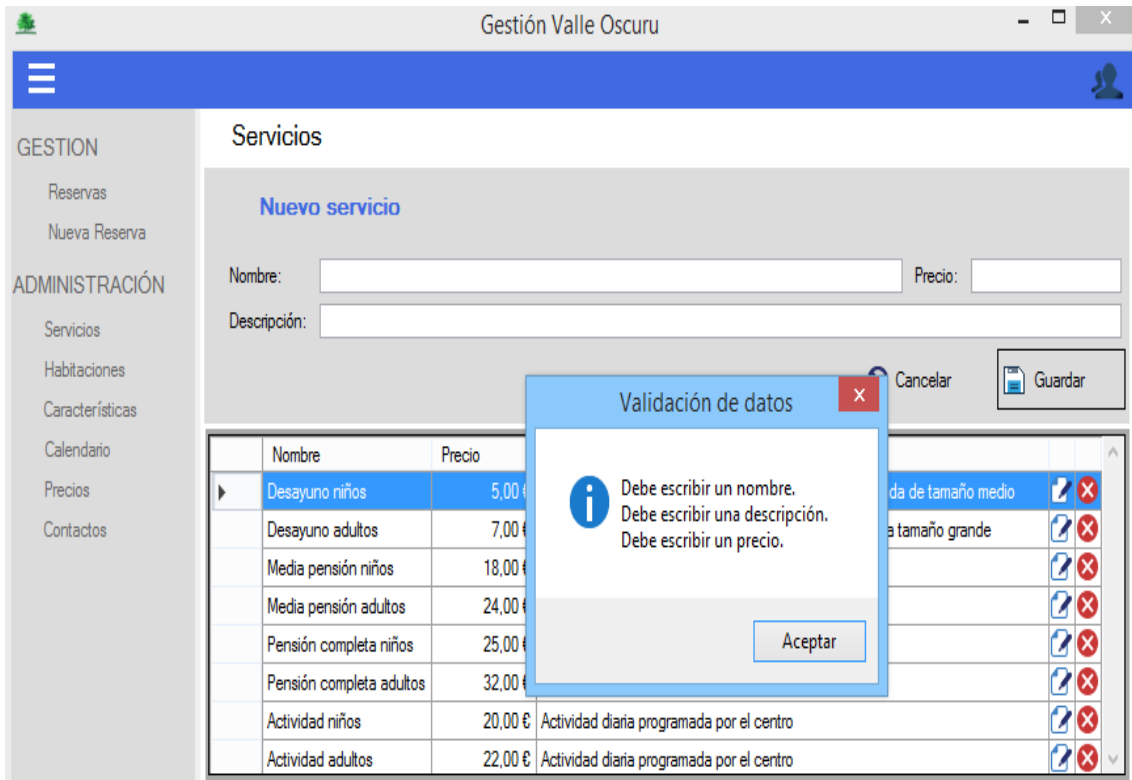 Gestión Valle Oscuru
GESTION
Reservas
Nueva Reserva
ADMINISTRACIÓN
Servicios
Habitaciones
Características
Calendario
Precios
Contactos
Servicios
Nuevo servicio
Nombre: Precio:
Descripción:
Cancelar Guardar
Validación de datos
Debe escribir un nombre.
Debe escribir una descripción.
Debe escribir un precio.
Aceptar
Nombre Precio
Desayuno niños 5,00 € da de tamaño medio
Desayuno adultos 7,00 € a tamaño grande
Media pensión niños 18,00 €
Media pensión adultos 24,00 €
Pensión completa niños 25,00 €
Pensión completa adultos 32,00 €
Actividad niños 20,00 € Actividad diaria programada por el centro
Actividad adultos 22,00 € Actividad diaria programada por el centro